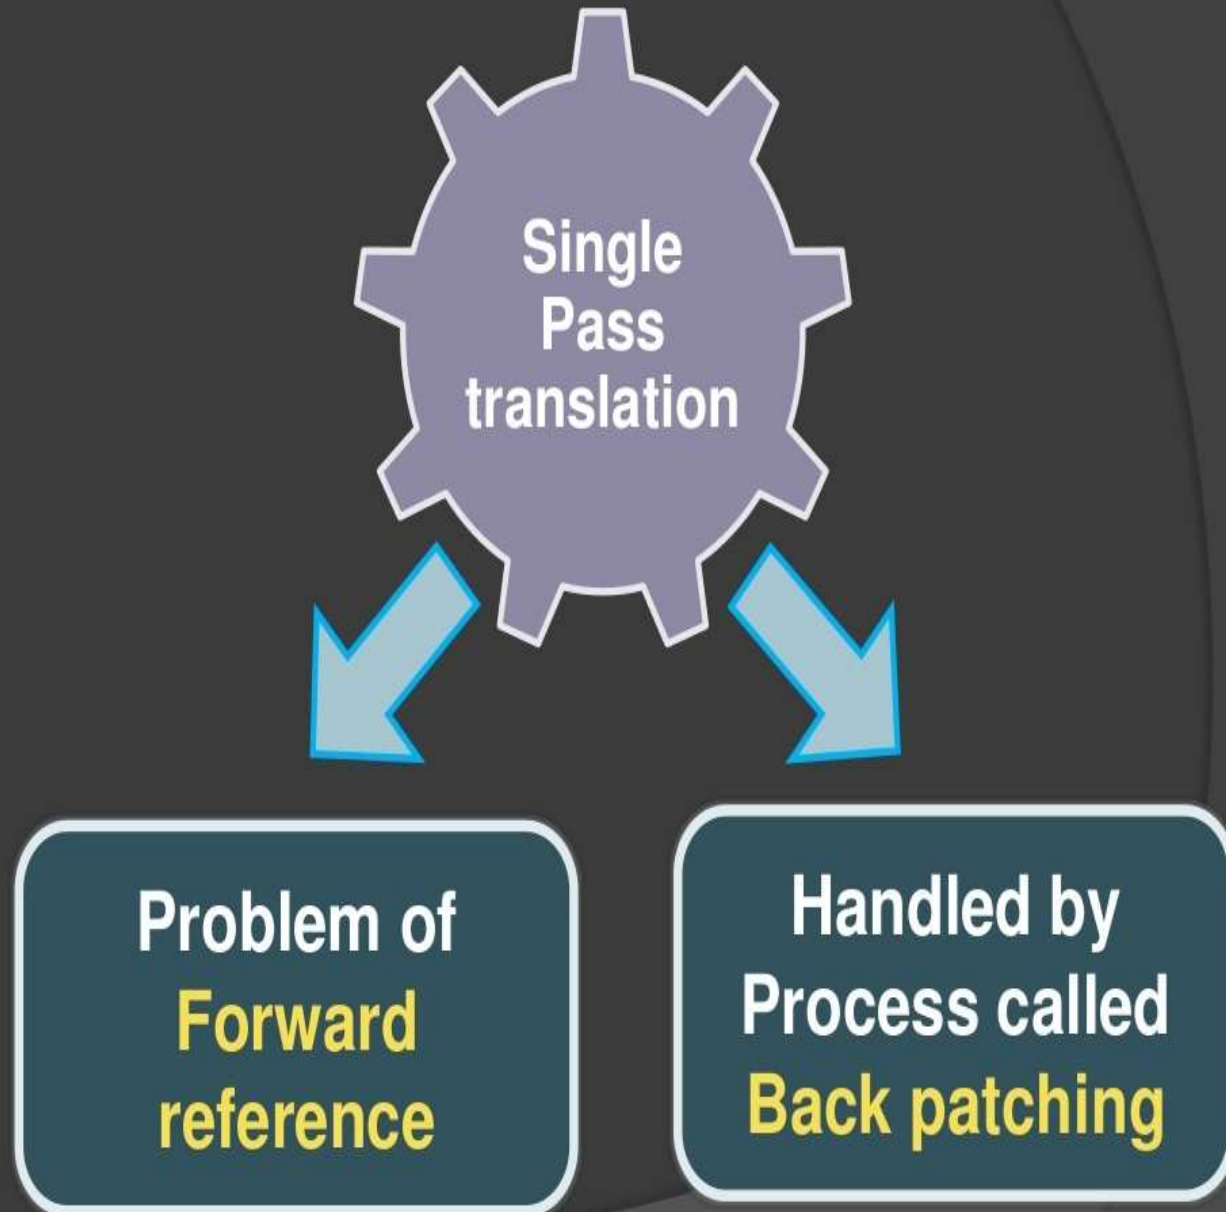 Single
Pass
translation
Problem of
Forward
reference
Handled by
Process called
Back patching